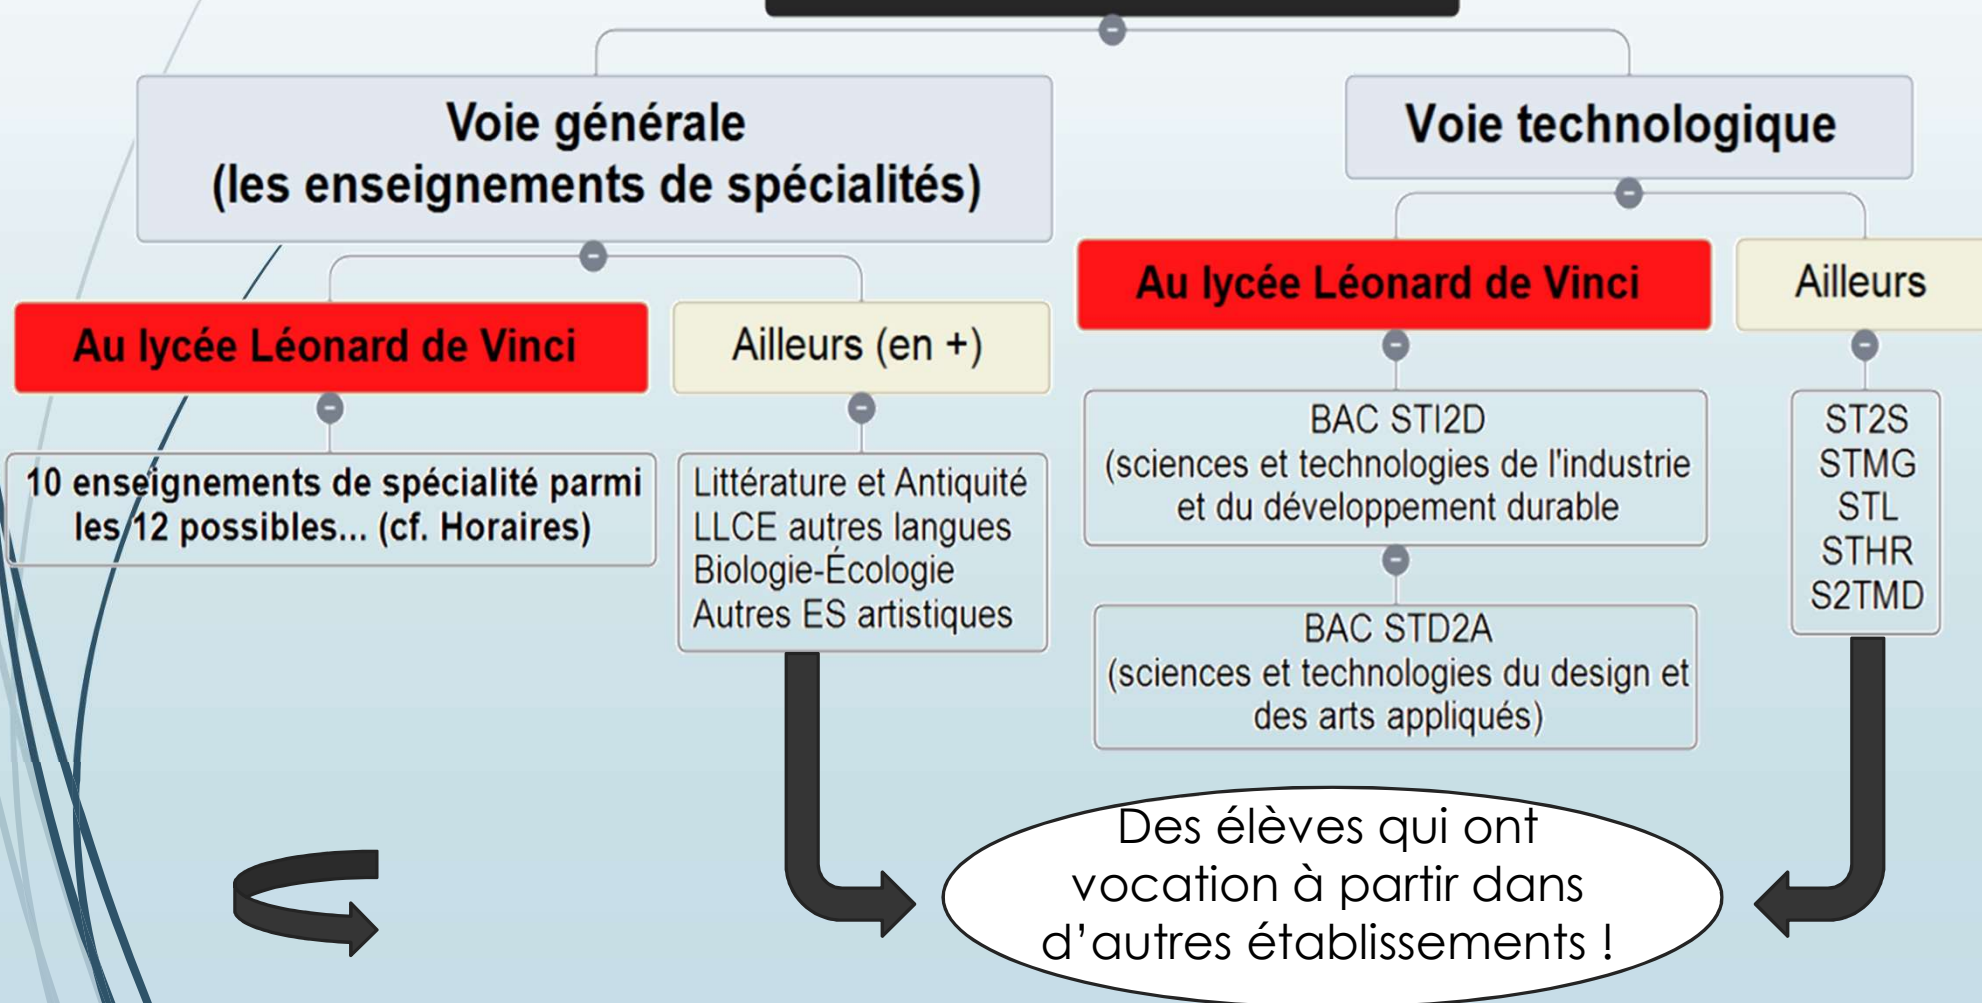 Voie générale
(les enseignements de spécialités)
Au lycée Léonard de Vinci
10 enseignements de spécialité parmi
les 12 possibles... (cf. Horaires)
Ailleurs (en +)
Littérature et Antiquité
LLCE autres langues
Biologie-Écologie
Autres ES artistiques
Voie technologique
Au lycée Léonard de Vinci
BAC STI2D
(sciences et technologies de l'industrie
et du développement durable
BAC STD2A
(sciences et technologies du design et
des arts appliqués)
Ailleurs
ST2S
STMG
STL
STHR
S2TMD
Des élèves qui ont
vocation à partir dans
d’autres établissements !